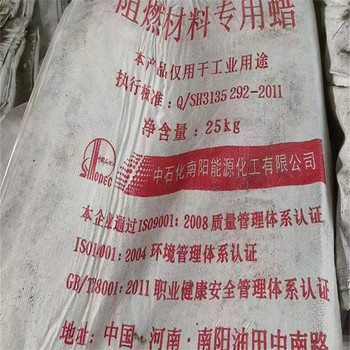 阻燃材料专用蜡
本产品仅用于工业用途
执行标准：Q/SH3135 292-2011
净含量：25kg
中国石化
SINOPEC
中石化南阳能源化工有限公司
本企业通过ISO9001：2008质量管理体系认证
ISO14001：2004环境管理体系认证
GB/T28001：2011职业健康安全管理体系认证
地址：中国·河南·南阳油田中南路